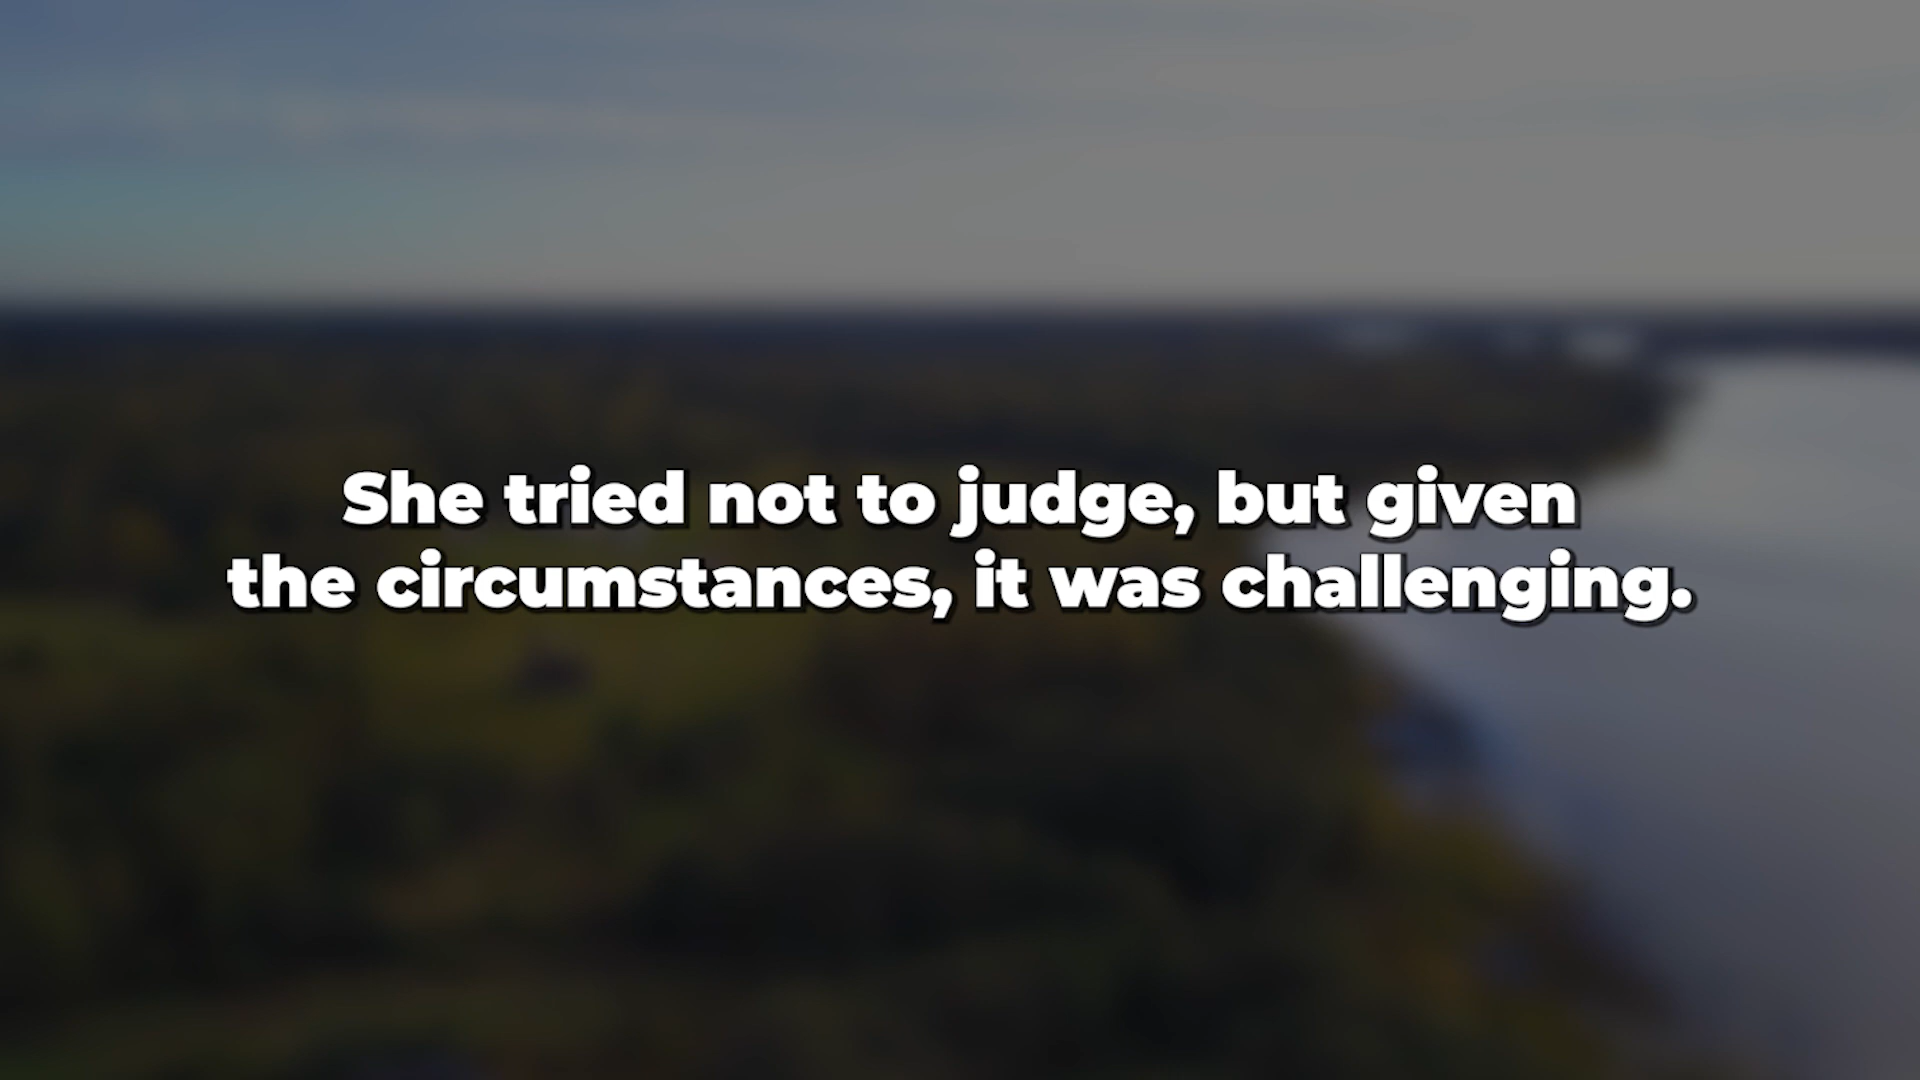 She tried not to judge, but given
the circumstances, it was challenging.